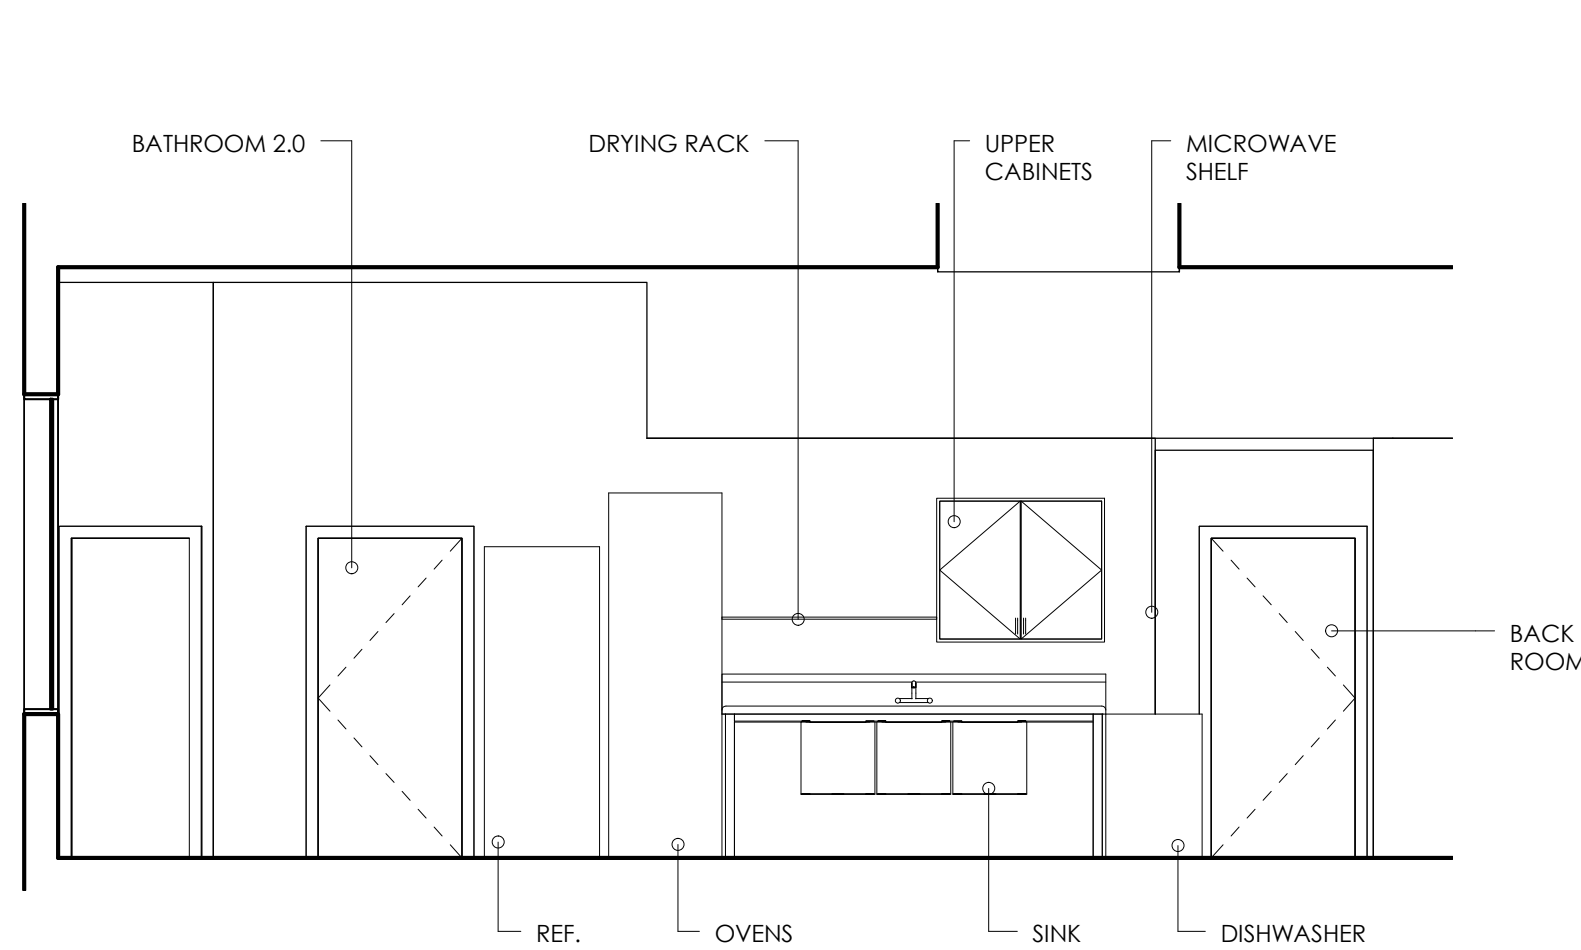 BATHROOM 2.0
DRYING RACK
UPPER
CABINETS
MICROWAVE
SHELF
BACK
ROOM
REF.
OVENS
SINK
DISHWASHER